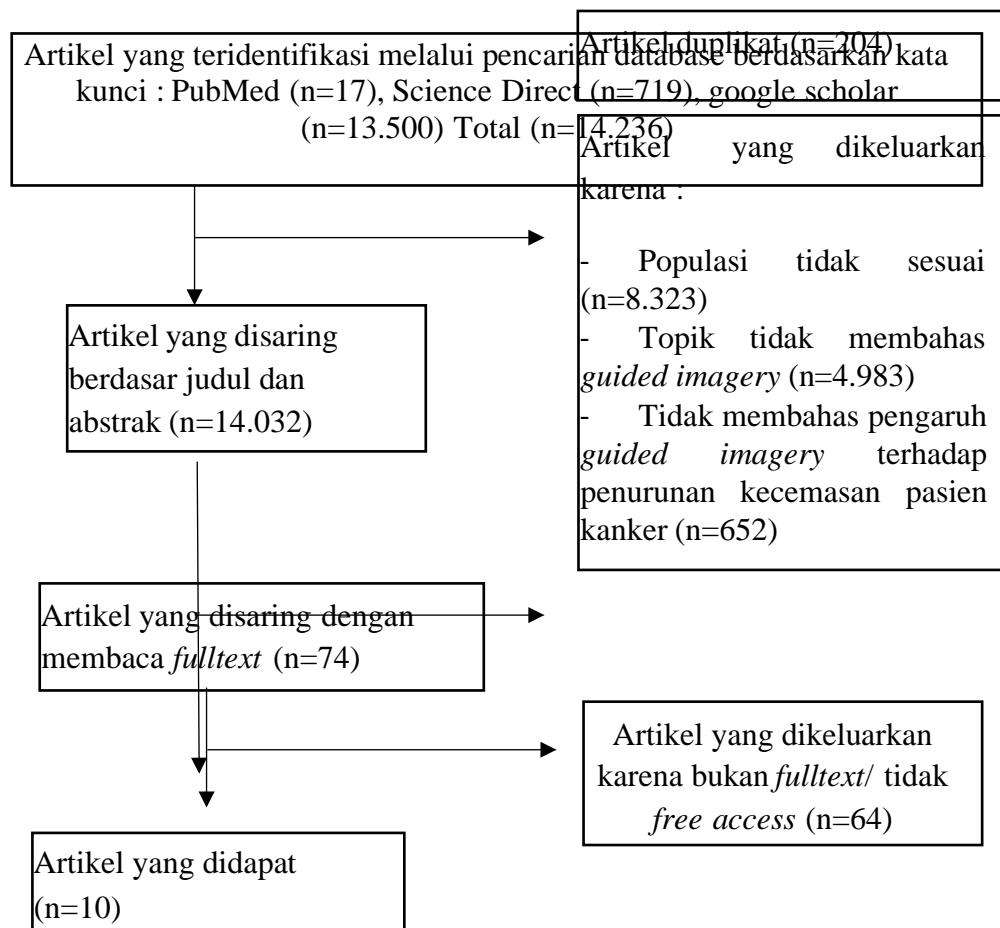 Artikel yang teridentifikasi melalui pencarian database berdasarkan kata
kunci : PubMed (n=17), Science Direct (n=719), google scholar
(n=13.500) Total (n=14.236)
Artikel duplikat (n=204)
Artikel yang dikeluarkan
karena :
- Populasi tidak sesuai
(n=8.323)
- Topik tidak membahas
guided imagery (n=4.983)
- Tidak membahas pengaruh
guided imagery terhadap
penurunan kecemasan pasien
kanker (n=652)
Artikel yang disaring
berdasar judul dan
abstrak (n=14.032)
Artikel yang disaring dengan
membaca fulltext (n=74)
Artikel yang dikeluarkan
karena bukan fulltext/ tidak
free access (n=64)
Artikel yang didapat
(n=10)